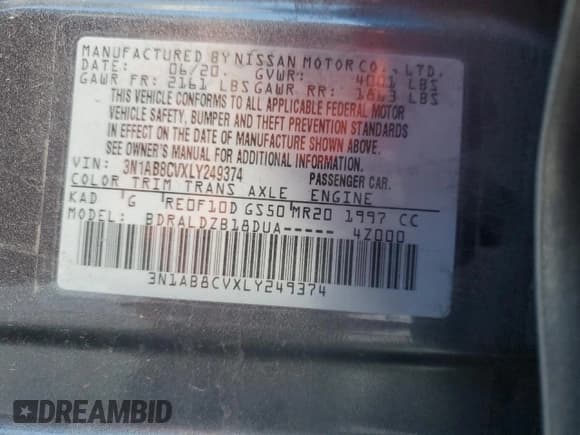 MANUFACTURED BY NISSAN MOTOR CO., LTD.
DATE: 06/20 GVWR: 4001 LBS
GAWR FR: 2161 LBS GAWR RR: 1863 LBS
THIS VEHICLE CONFORMS TO ALL APPLICABLE FEDERAL MOTOR
VEHICLE SAFETY, BUMPER AND THEFT PREVENTION STANDARDS
IN EFFECT ON THE DATE OF MANUFACTURE SHOWN ABOVE.
SEE OWNER'S MANUAL FOR ADDITIONAL INFORMATION.
VIN: 3N1AB8CVXLY249374 PASSENGER CAR.
COLOR TRIM TRANS AXLE ENGINE
KAD G RE0F10D GS50 MR20 1997 CC
MODEL: BDRALDZB18DUA----- 4Z000
3N1AB8CVXLY249374
DREAMBID